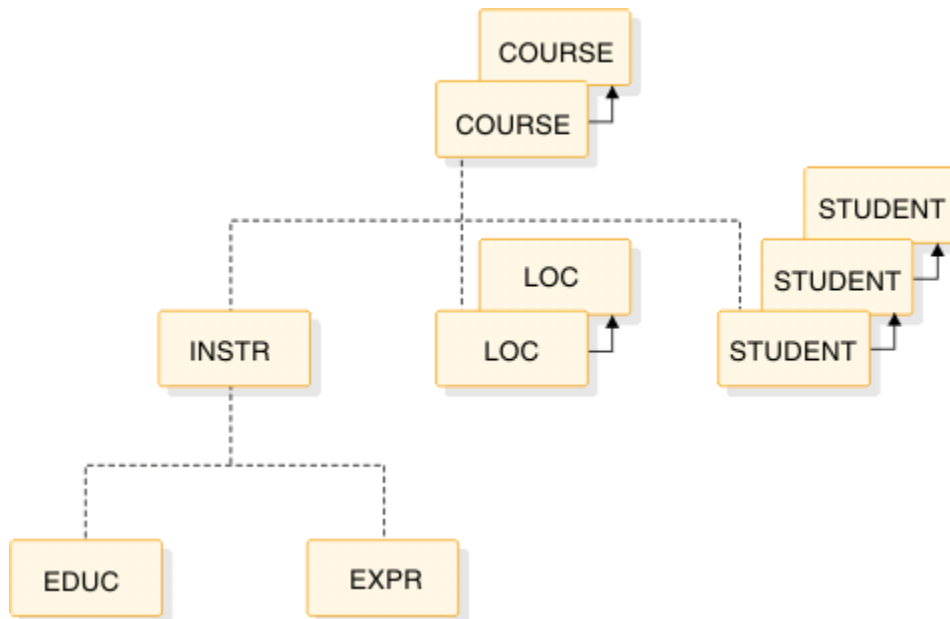 COURSE
COURSE
STUDENT
LOC
STUDENT
INSTR
LOC
STUDENT
EDUC
EXPR